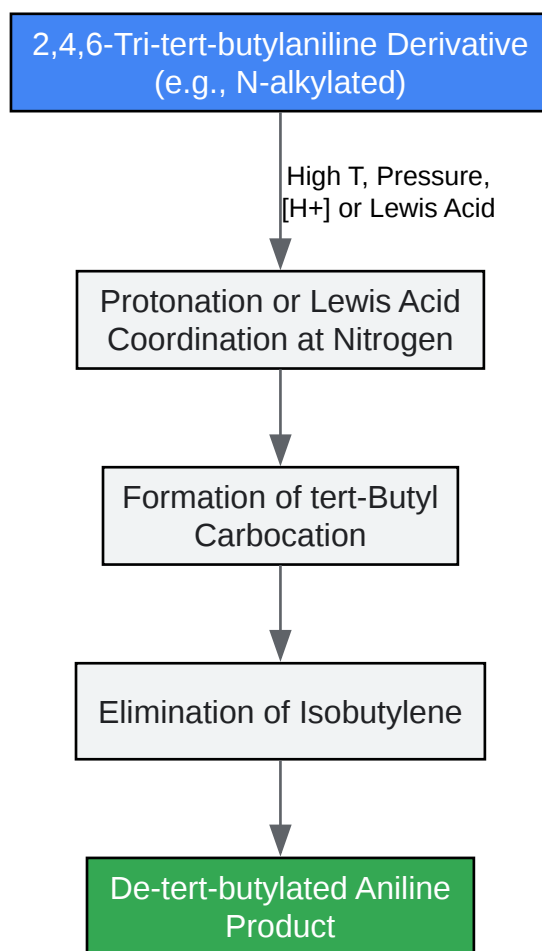 2,4,6-Tri-tert-butylaniline Derivative
(e.g., N-alkylated)
High T, Pressure,
[H+] or Lewis Acid
Protonation or Lewis Acid
Coordination at Nitrogen
Formation of tert-Butyl
Carbocation
Elimination of Isobutylene
De-tert-butylated Aniline
Product